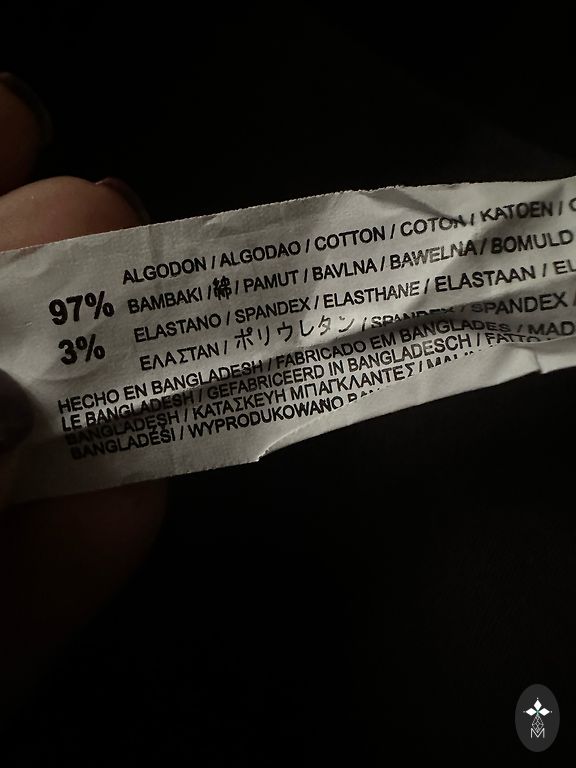 97%
ALGODON / ALGODAO / COTTON / COTON / KATOEN /
BAMBAKI / 綿 / PAMUT / BAVLNA / BAWELNA / BOMULD
3%
ELASTANO / SPANDEX / ELASTHANE / ELASTAAN /
ΕΛΑΣΤΑΝ / ポリウレタン / SPANDEX / SPANDEX /
HECHO EN BANGLADESH / FABRICADO EM BANGLADES / MAD
LE BANGLADESH / GEFABRICEERD IN BANGLADESCH / FATTO
BANGLADESH / ΚΑΤΑΣΚΕΥΗ ΜΠΑΓΚΛΑΝΤΕΣ /
BANGLADÉSI / WYPRODUKOWANO